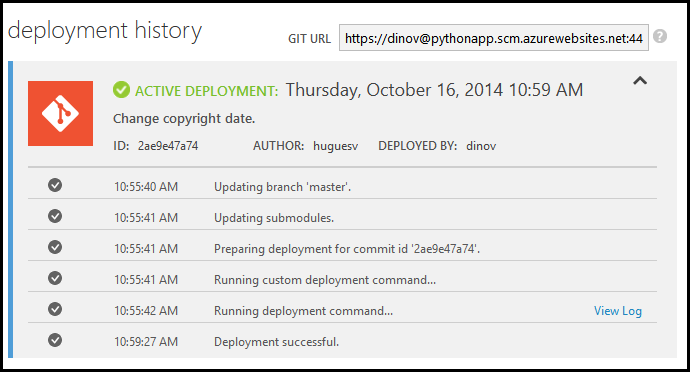 deployment history
GIT URL https://dinov@pythonapp.scm.azurewebsites.net:44
ACTIVE DEPLOYMENT: Thursday, October 16, 2014 10:59 AM
Change copyright date.
ID: 2ae9e47a74 AUTHOR: huguesv DEPLOYED BY: dinov
10:55:40 AM Updating branch 'master'.
10:55:41 AM Updating submodules.
10:55:41 AM Preparing deployment for commit id '2ae9e47a74'.
10:55:41 AM Running custom deployment command...
10:55:42 AM Running deployment command... View Log
10:59:27 AM Deployment successful.